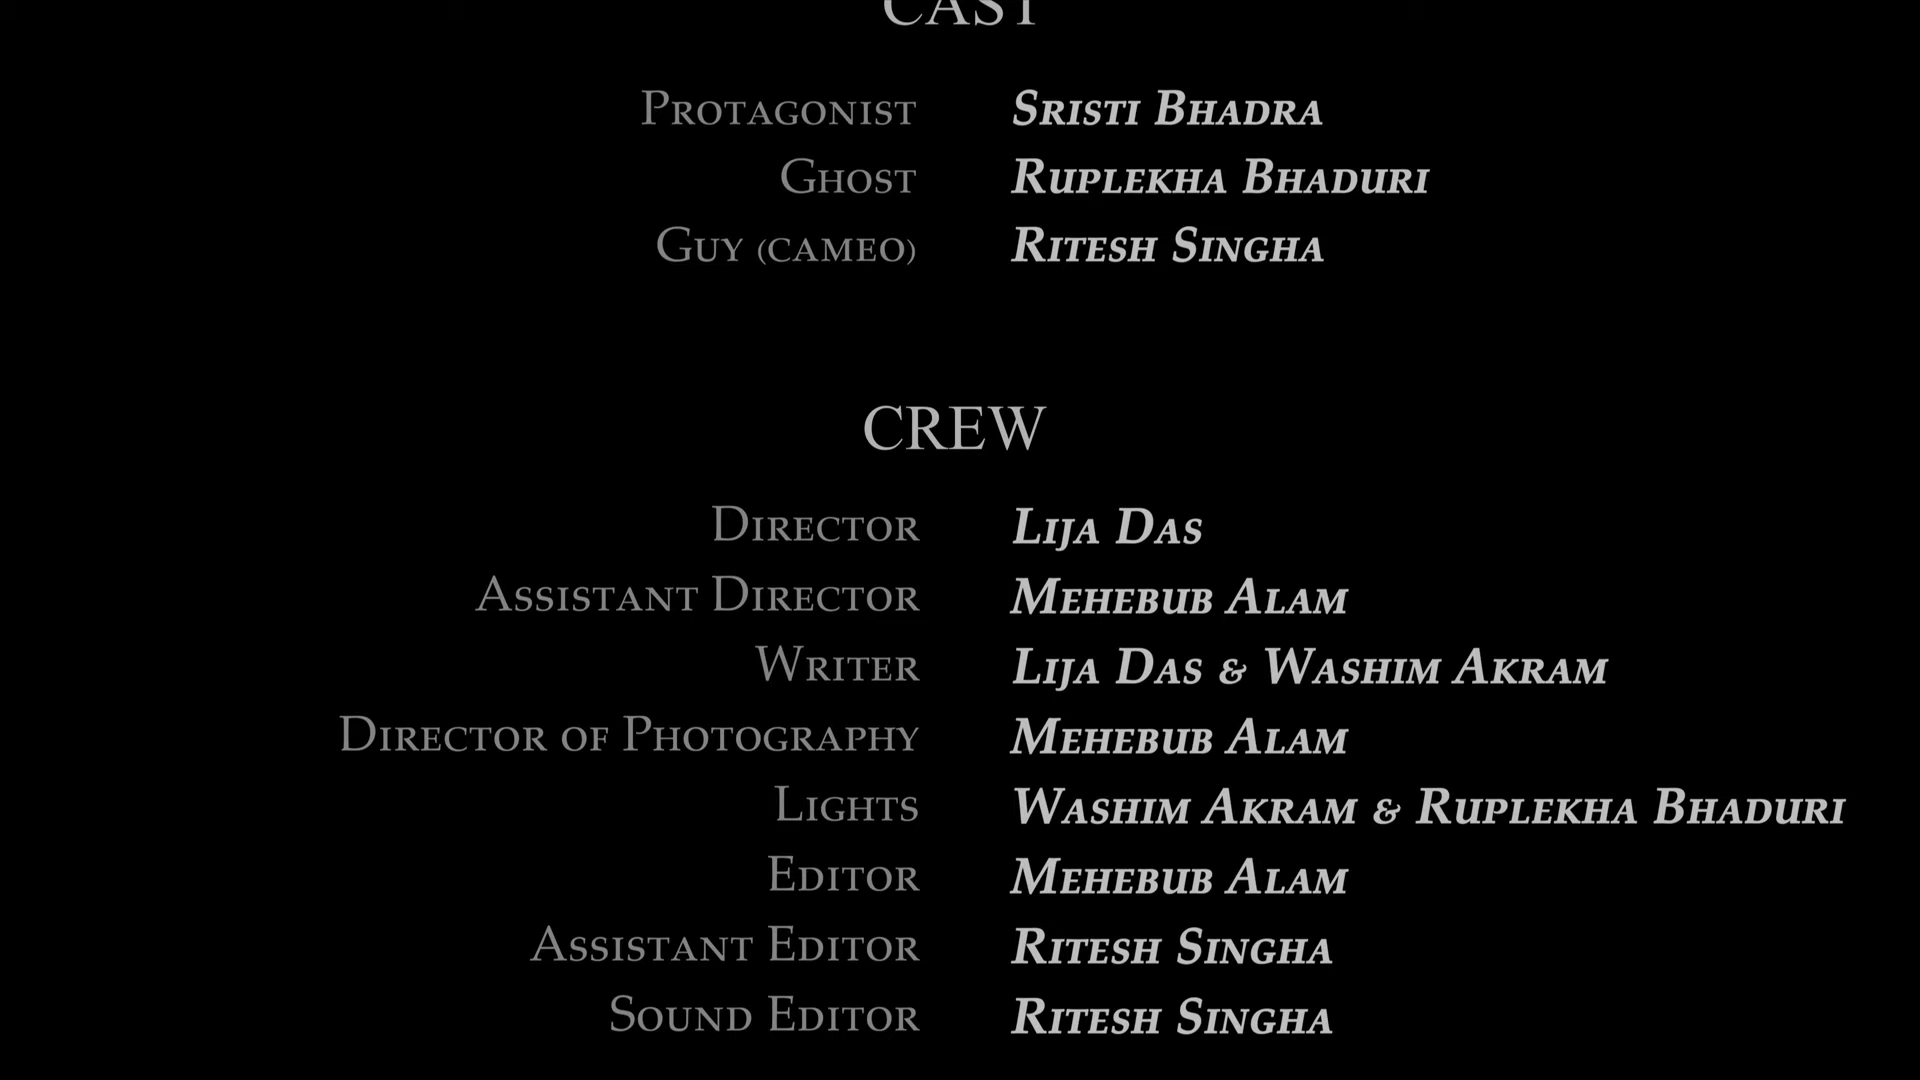 CAST
Protagonist Sristi Bhadra
Ghost Ruplekha Bhaduri
Guy (cameo) Ritesh Singha
CREW
Director Lija Das
Assistant Director Mehebub Alam
Writer Lija Das & Washim Akram
Director of Photography Mehebub Alam
Lights Washim Akram & Ruplekha Bhaduri
Editor Mehebub Alam
Assistant Editor Ritesh Singha
Sound Editor Ritesh Singha